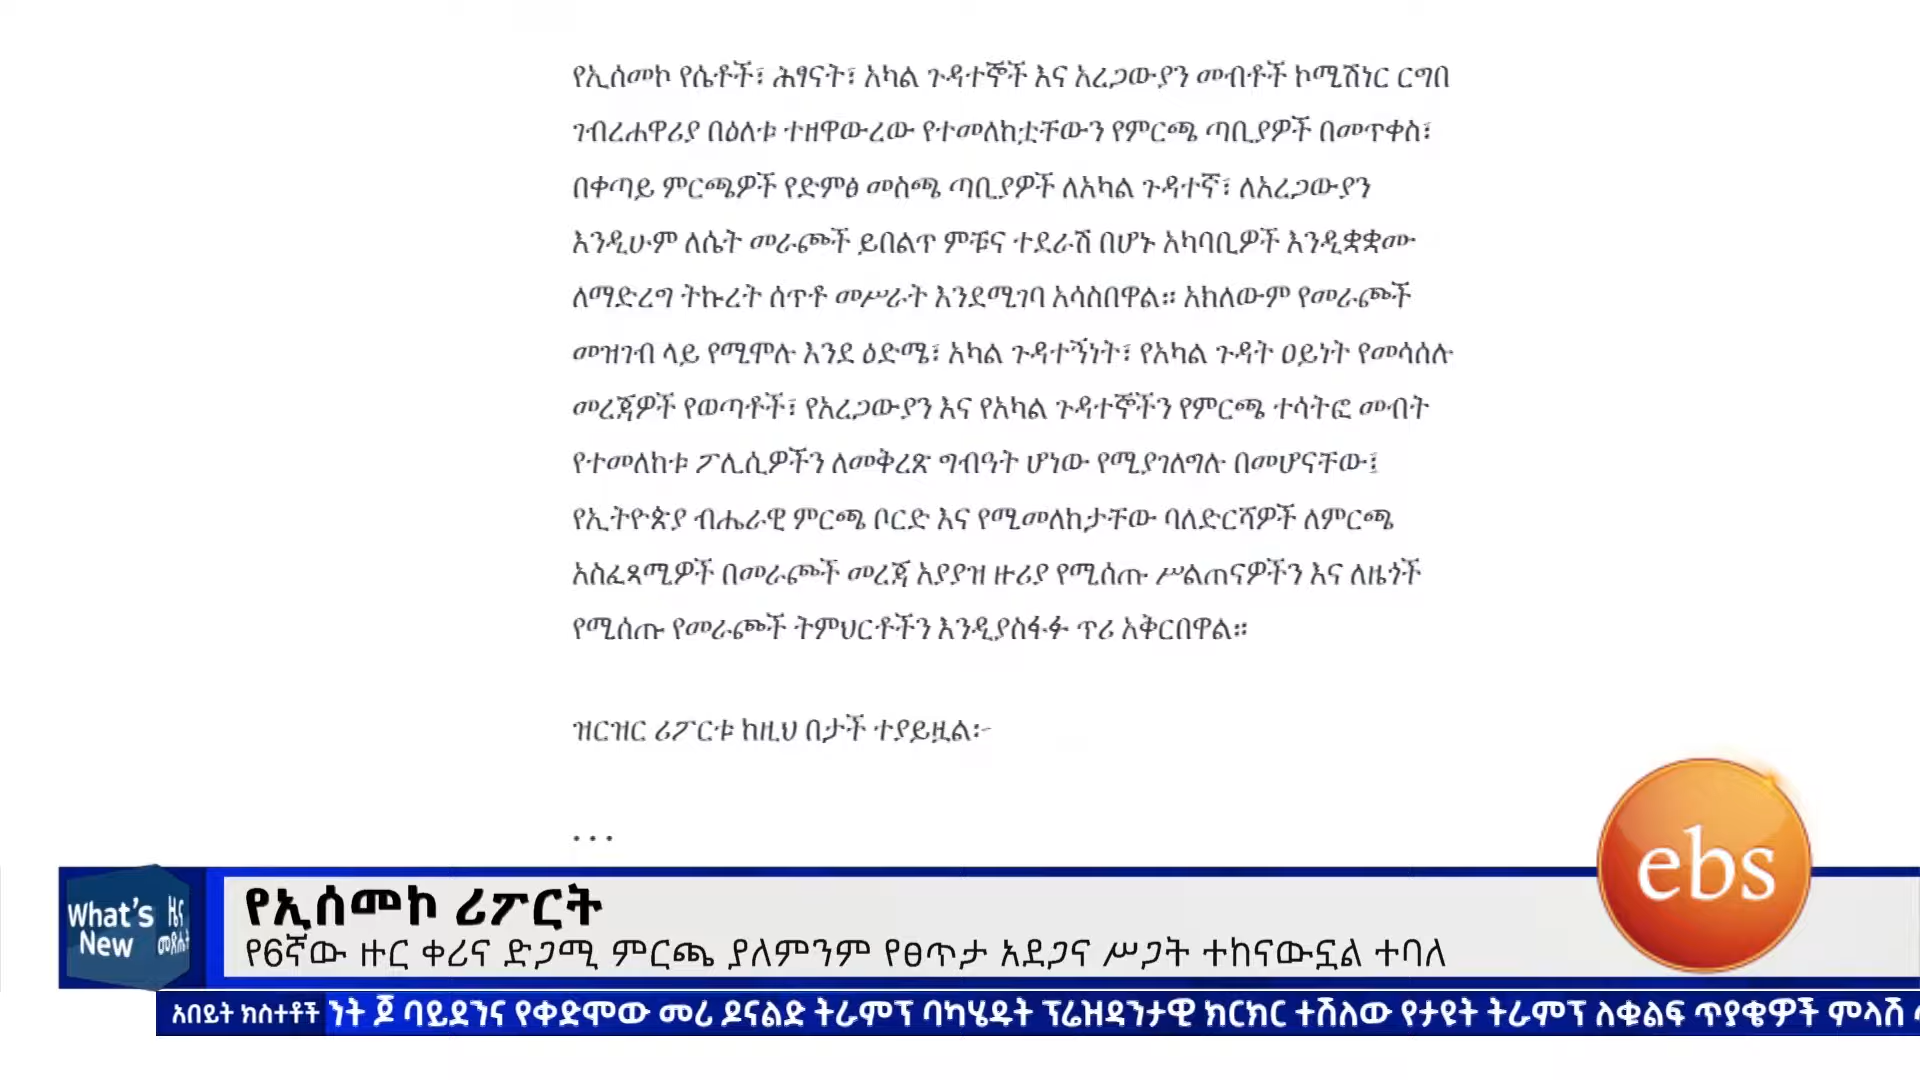 የኢሰመኮ የሴቶች፣ ሕፃናት፣ አካል ጉዳተኞች እና አረጋውያን መብቶች ኮሚሽነር ርግበ
ገብረሐዋሪያ በዕለቱ ተዘዋውረው የተመለከቷቸውን የምርጫ ጣቢያዎች በመጥቀስ፣
በቀጣይ ምርጫዎች የድምፅ መስጫ ጣቢያዎች ለአካል ጉዳተኛ፣ ለአረጋውያን
እንዲሁም ለሴት መራጮች ይበልጥ ምቹና ተደራሽ በሆኑ አካባቢዎች እንዲቋቋሙ
ለማድረግ ትኩረት ሰጥቶ መሥራት እንደሚገባ አሳስበዋል። አክለውም የመራጮች
መዝገብ ላይ የሚሞሉ እንደ ዕድሜ፣ አካል ጉዳተኝነት፣ የአካል ጉዳት ዐይነት የመሳሰሉ
መረጃዎች የወጣቶች፣ የአረጋውያን እና የአካል ጉዳተኞችን የምርጫ ተሳትፎ መብት
የተመለከቱ ፖሊሲዎችን ለመቅረጽ ግብዓት ሆነው የሚያገለግሉ በመሆናቸው፤
የኢትዮጵያ ብሔራዊ ምርጫ ቦርድ እና የሚመለከታቸው ባለድርሻዎች ለምርጫ
አስፈጻሚዎች በመራጮች መረጃ አያያዝ ዙሪያ የሚሰጡ ሥልጠናዎችን እና ለዜጎች
የሚሰጡ የመራጮች ትምህርቶችን እንዲያስፋፉ ጥሪ አቅርበዋል።
ዝርዝር ሪፖርቱ ከዚህ በታች ተያይዟል፦
...
ebs
What's New ዜና መጽሔት
የኢሰመኮ ሪፖርት
የ6ኛው ዙር ቀሪና ድጋሚ ምርጫ ያለምንም የፀጥታ አደጋና ሥጋት ተከናውኗል ተባለ
አበይት ክስተቶች ነት ጆ ባይደንና የቀድሞው መሪ ዶናልድ ትራምፕ ባካሄዱት ፕሬዝዳንታዊ ክርክር ተሽለው የታዩት ትራምፕ ለቁልፍ ጥያቄዎች ምላሽ